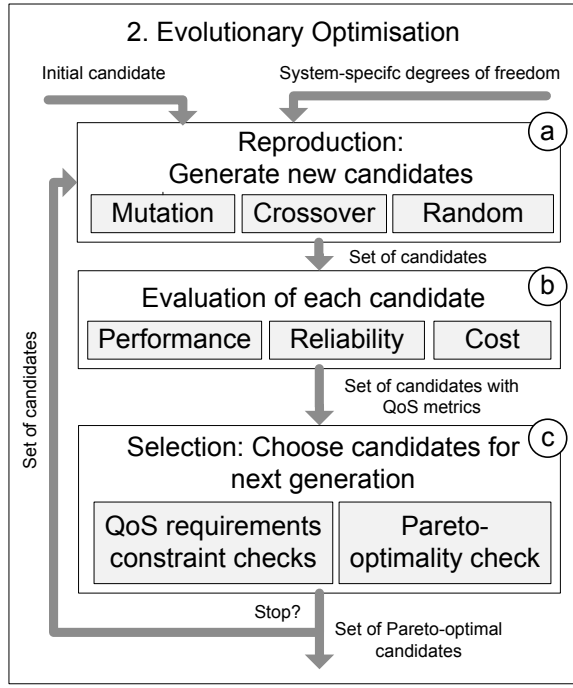 2. Evolutionary Optimisation
Initial candidate
System-specifc degrees of freedom
a
Reproduction:
Generate new candidates
Mutation
Crossover
Random
Set of candidates
b
Evaluation of each candidate
Performance
Reliability
Cost
Set of candidates with
QoS metrics
Set of candidates
c
Selection: Choose candidates for
next generation
QoS requirements
constraint checks
Pareto-
optimality check
Stop?
Set of Pareto-optimal
candidates